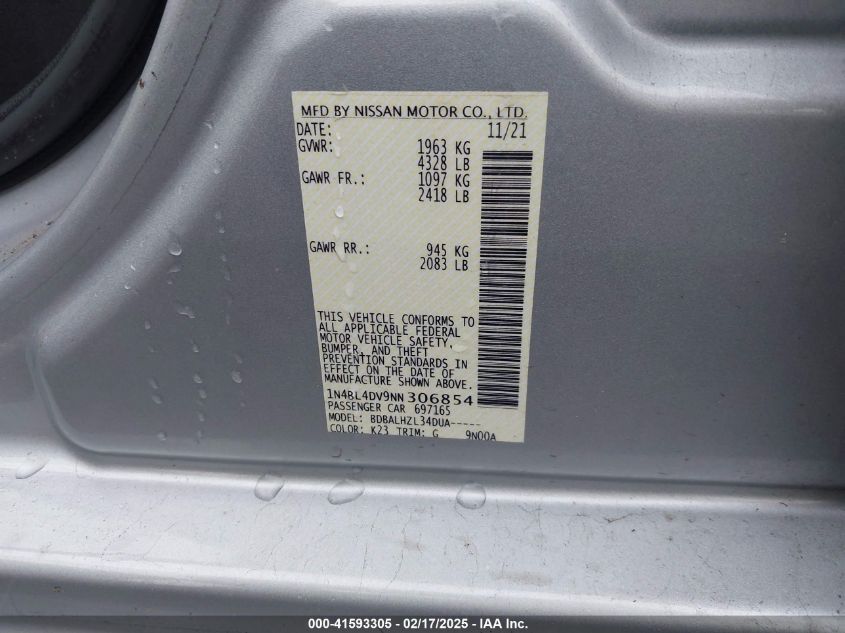 MFD BY NISSAN MOTOR CO., LTD.
DATE: 11/21
GVWR: 1963 KG
4328 LB
GAWR FR.: 1097 KG
2418 LB
GAWR RR.: 945 KG
2083 LB
THIS VEHICLE CONFORMS TO
ALL APPLICABLE FEDERAL
MOTOR VEHICLE SAFETY,
BUMPER, AND THEFT
PREVENTION STANDARDS IN
EFFECT ON THE DATE OF
MANUFACTURE SHOWN ABOVE.
1N4BL4DV9NN306854
PASSENGER CAR 697165
MODEL: BDBALHZL34DUA-----
COLOR: K23 TRIM: G 9N00A
000-41593305 - 02/17/2025 - IAA Inc.